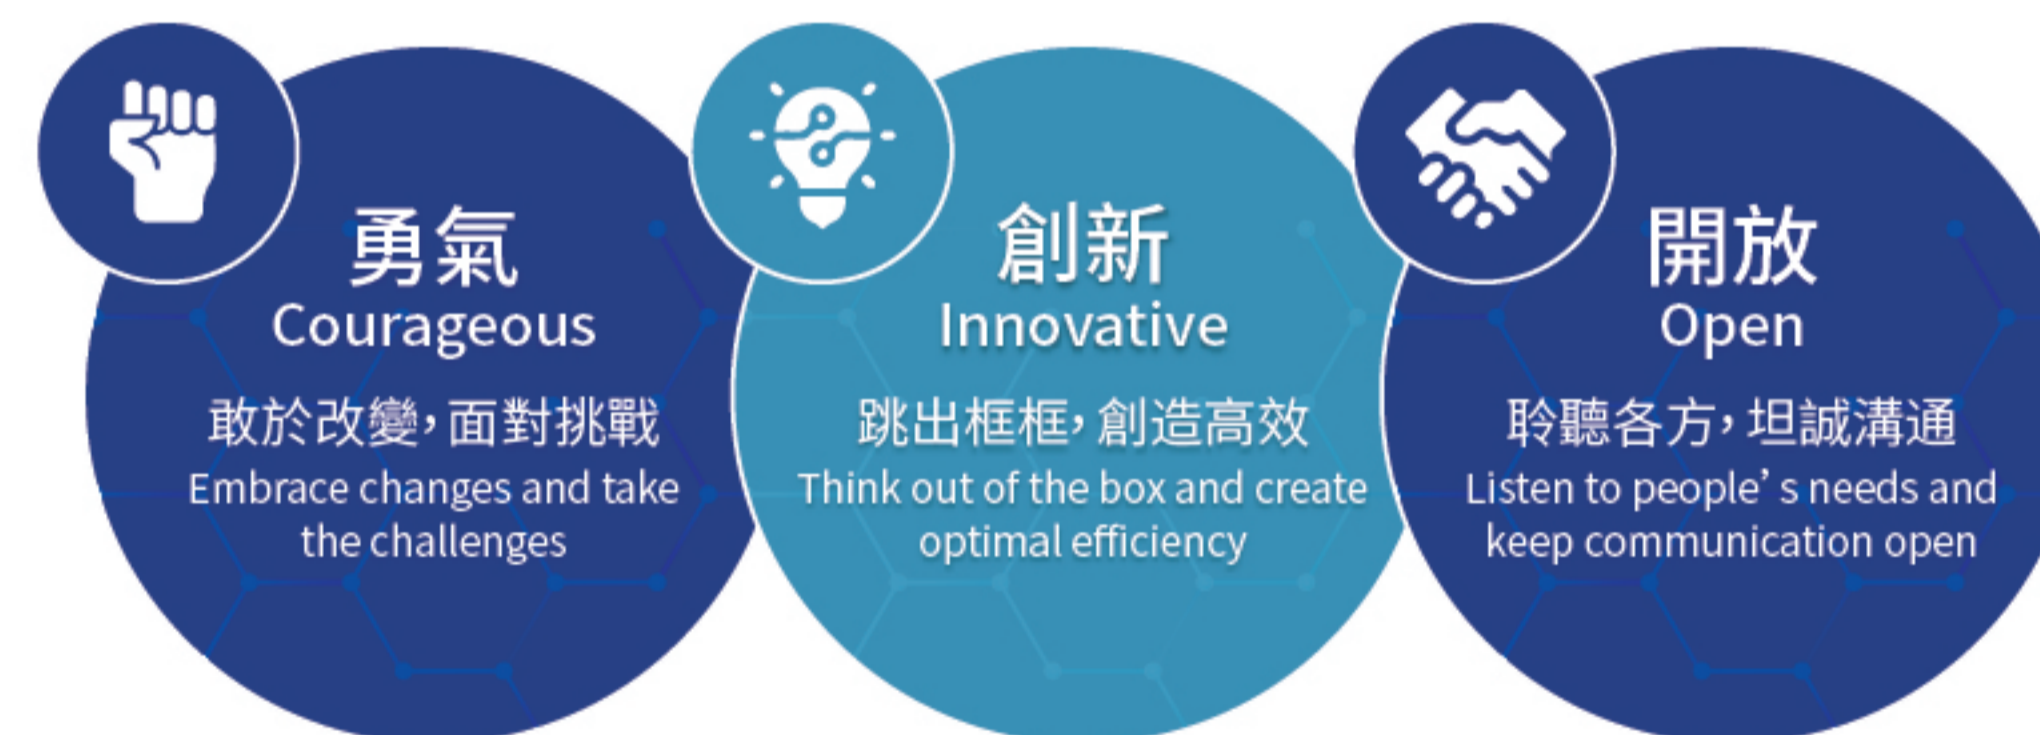 勇氣
Courageous
敢於改變，面對挑戰
Embrace changes and take
the challenges
創新
Innovative
跳出框框，創造高效
Think out of the box and create
optimal efficiency
開放
Open
聆聽各方，坦誠溝通
Listen to people’s needs and
keep communication open